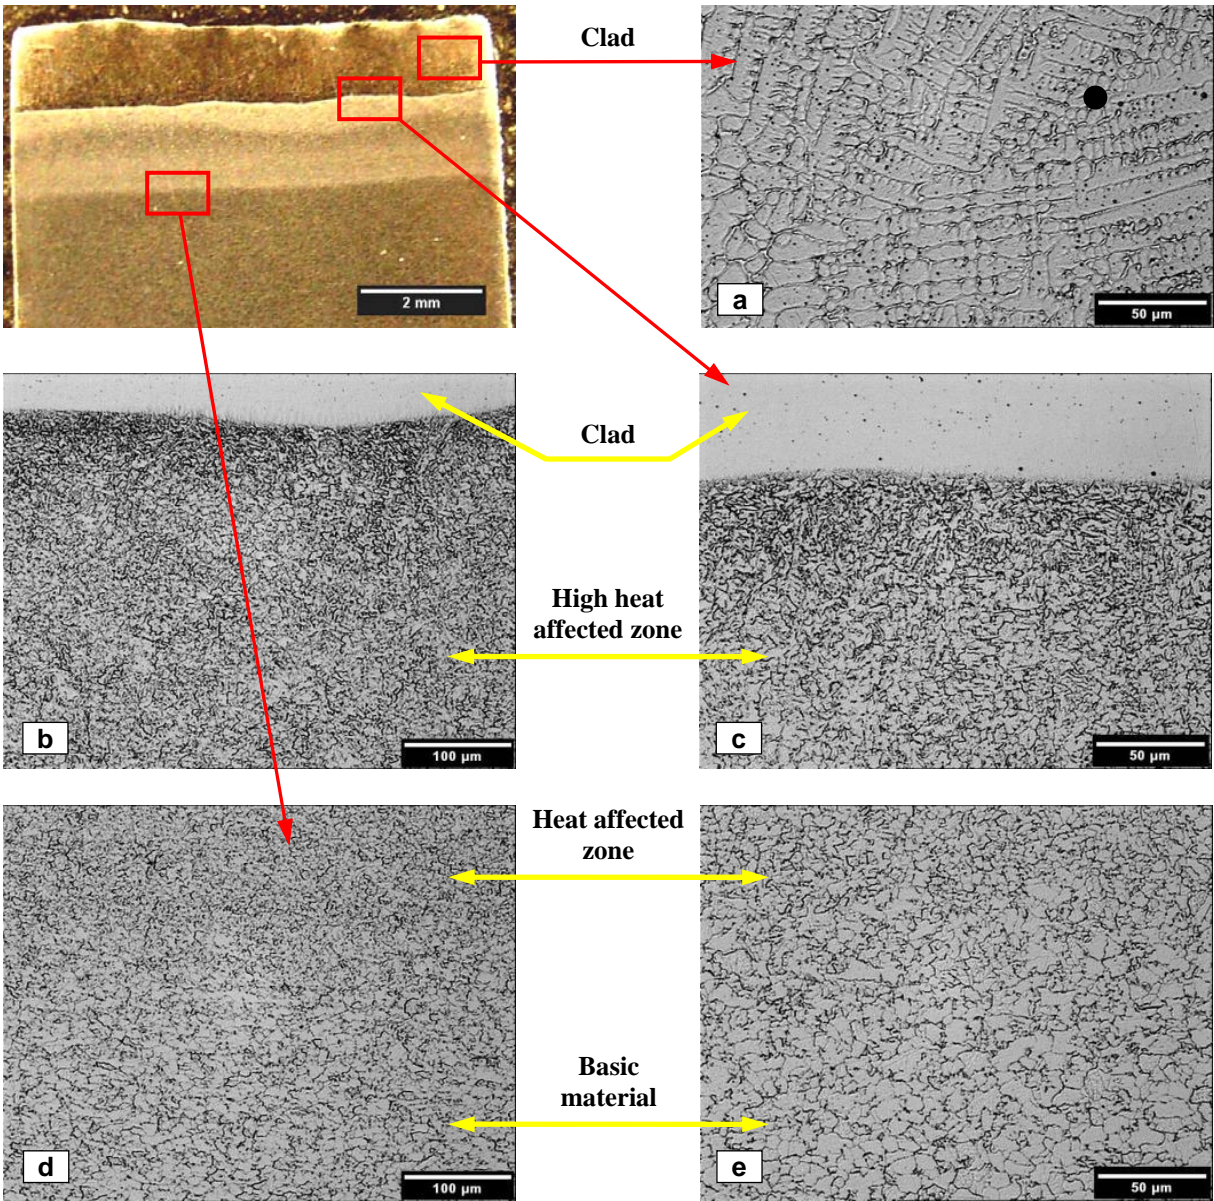 Clad
2 mm
a
50 µm
Clad
High heat
affected zone
b
100 µm
c
50 µm
Heat affected
zone
Basic
material
d
100 µm
e
50 µm